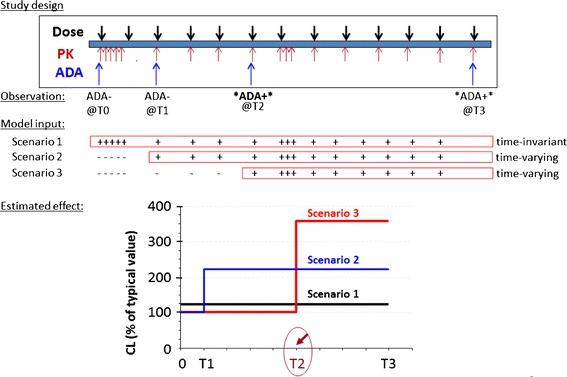 Study design
Dose
PK
ADA
Observation: ADA- ADA- *ADA+* *ADA+*
@T0 @T1 @T2 @T3
Model input:
Scenario 1 +++++ + + + + +++ + + + + + + time-invariant
Scenario 2 ----- + + + + +++ + + + + + + time-varying
Scenario 3 ----- - - - + +++ + + + + + + time-varying
Estimated effect:
CL (% of typical value)
400
300
200
100
0
Scenario 3
Scenario 2
Scenario 1
0 T1 T2 T3